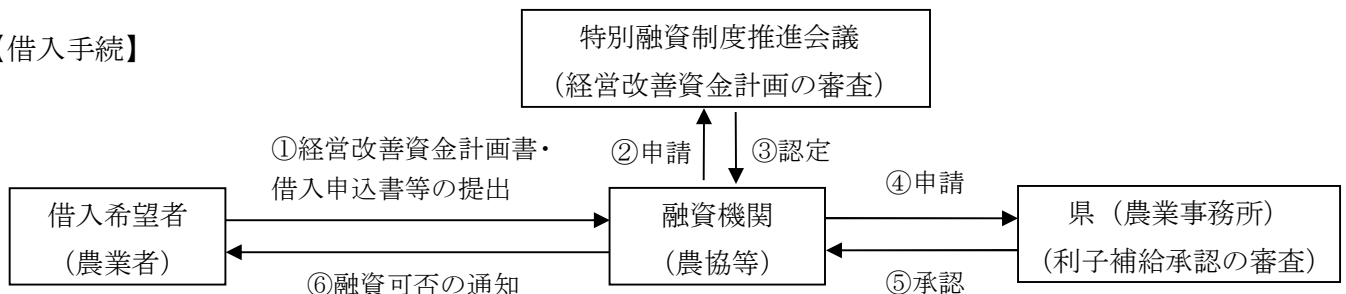 【借入手続】
特別融資制度推進会議
（経営改善資金計画の審査）
①経営改善資金計画書・
借入申込書等の提出
②申請
③認定
④申請
借入希望者
（農業者）
融資機関
（農協等）
県（農業事務所）
（利子補給承認の審査）
⑥融資可否の通知
⑤承認